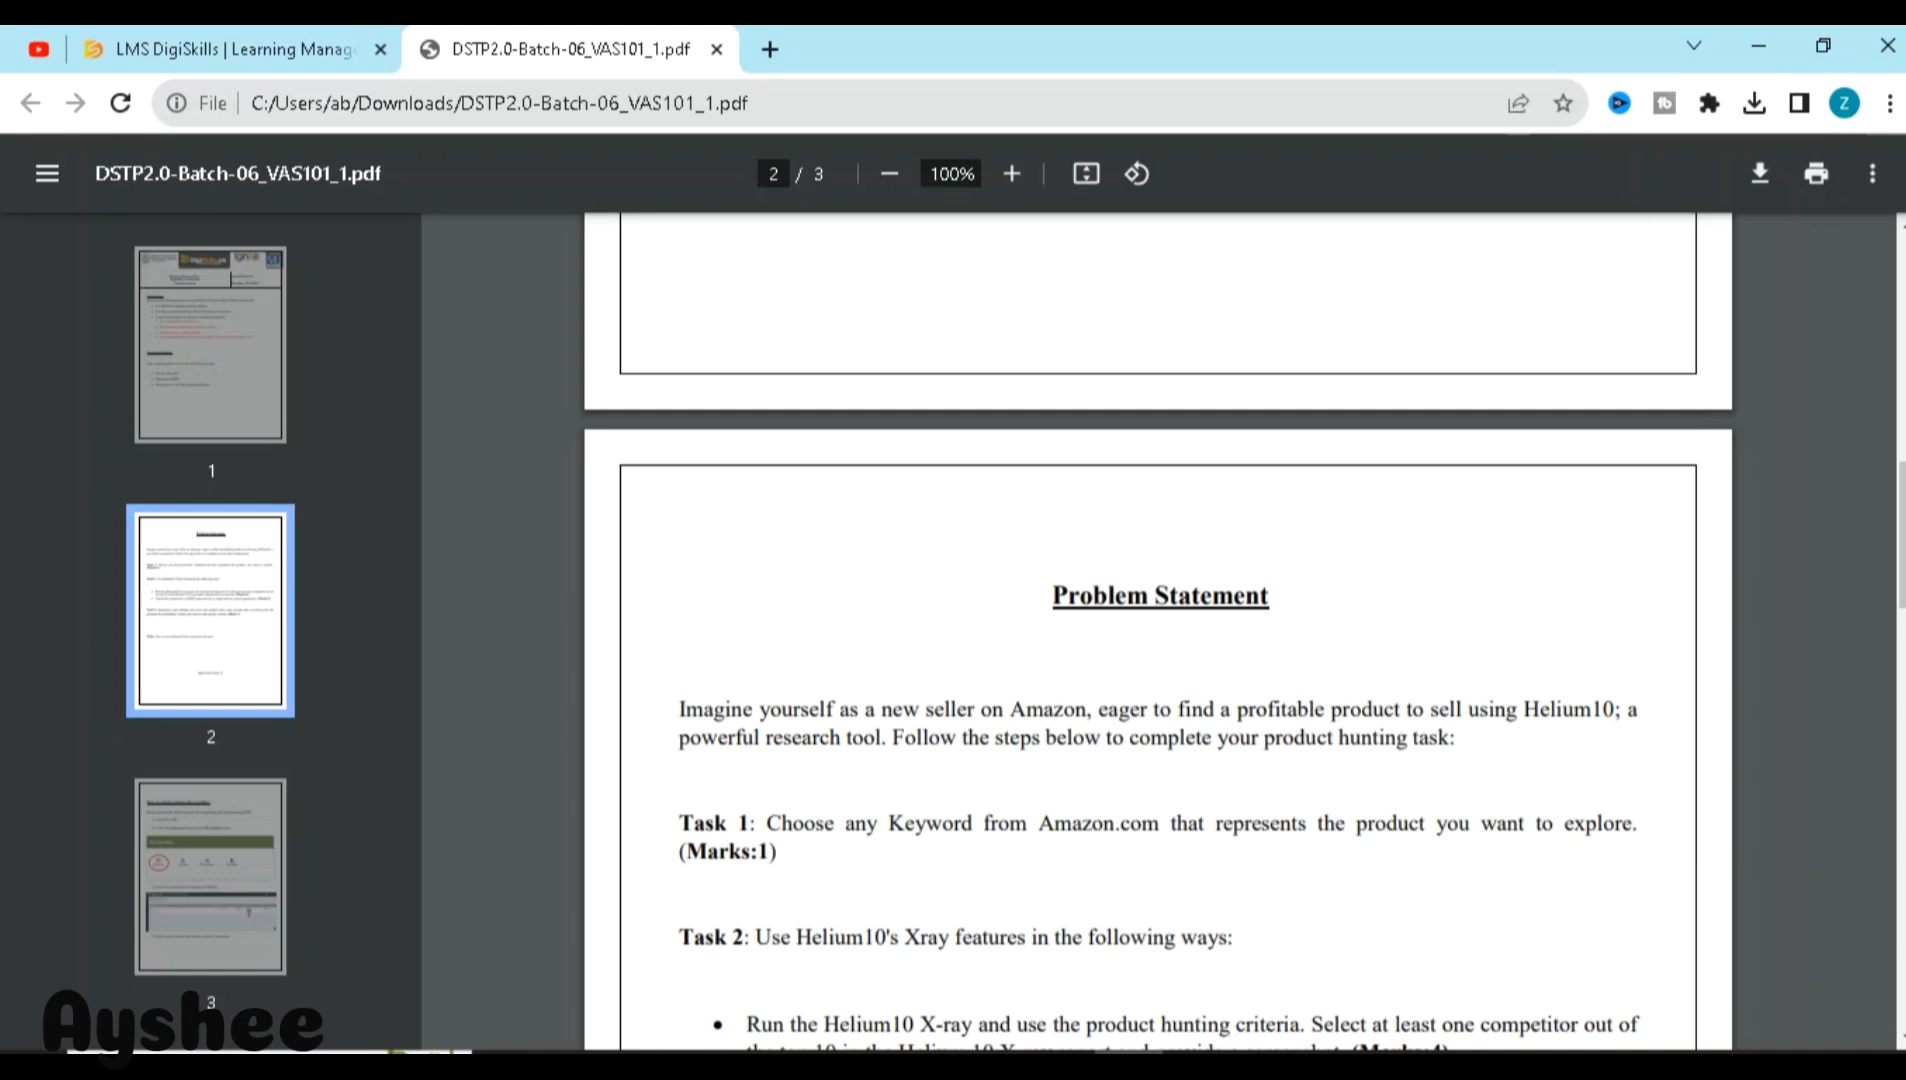 LMS DigiSkills | Learning Manag
DSTP2.0-Batch-06_VAS101_1.pdf
File
C:/Users/ab/Downloads/DSTP2.0-Batch-06_VAS101_1.pdf
Z
DSTP2.0-Batch-06_VAS101_1.pdf
2 / 3
100%
1
2
3
Problem Statement
Imagine yourself as a new seller on Amazon, eager to find a profitable product to sell using Helium10; a
powerful research tool. Follow the steps below to complete your product hunting task:
Task 1: Choose any Keyword from Amazon.com that represents the product you want to explore.
(Marks:1)
Task 2: Use Helium10's Xray features in the following ways:
• Run the Helium10 X-ray and use the product hunting criteria. Select at least one competitor out of
Ayshee